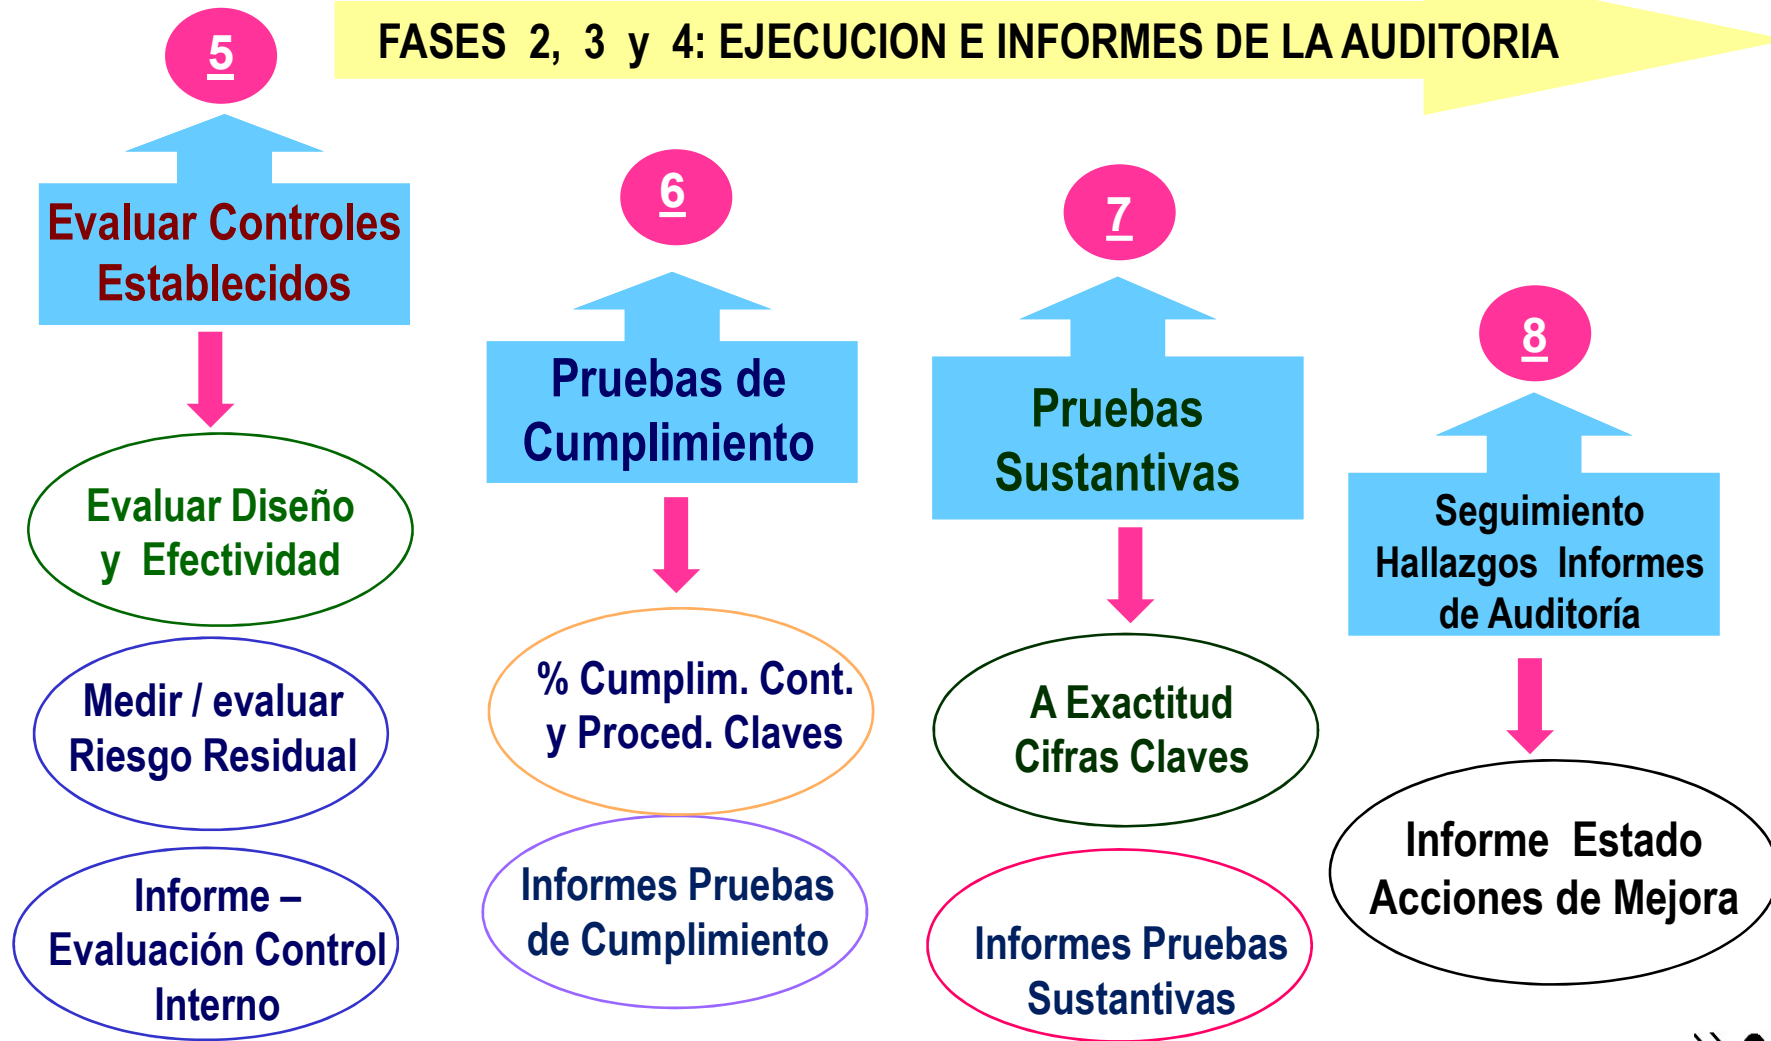 FASES 2, 3 y 4: EJECUCION E INFORMES DE LA AUDITORIA
5
Evaluar Controles
Establecidos
Evaluar Diseño
y Efectividad
Medir / evaluar
Riesgo Residual
Informe –
Evaluación Control
Interno
6
Pruebas de
Cumplimiento
% Cumplim. Cont.
y Proced. Claves
Informes Pruebas
de Cumplimiento
7
Pruebas
Sustantivas
A Exactitud
Cifras Claves
Informes Pruebas
Sustantivas
8
Seguimiento
Hallazgos Informes
de Auditoría
Informe Estado
Acciones de Mejora